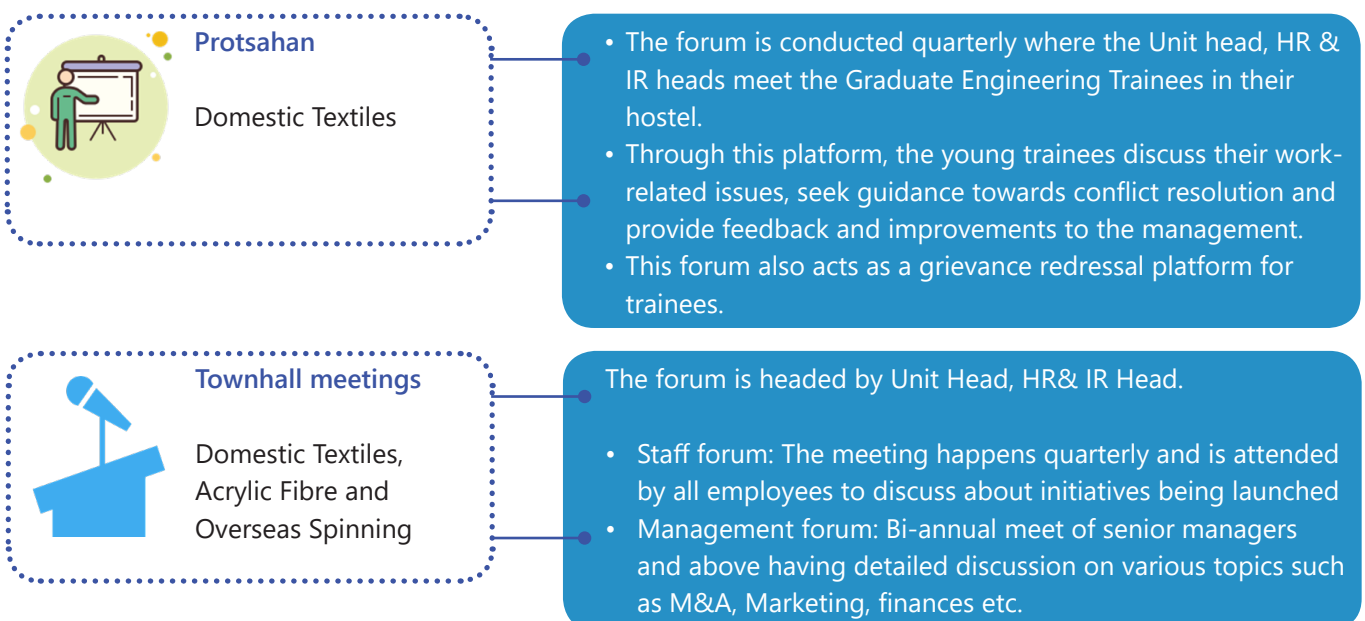 Protsahan
Domestic Textiles
• The forum is conducted quarterly where the Unit head, HR &
IR heads meet the Graduate Engineering Trainees in their
hostel.
• Through this platform, the young trainees discuss their work-
related issues, seek guidance towards conflict resolution and
provide feedback and improvements to the management.
• This forum also acts as a grievance redressal platform for
trainees.
Townhall meetings
Domestic Textiles,
Acrylic Fibre and
Overseas Spinning
The forum is headed by Unit Head, HR& IR Head.
• Staff forum: The meeting happens quarterly and is attended
by all employees to discuss about initiatives being launched
• Management forum: Bi-annual meet of senior managers
and above having detailed discussion on various topics such
as M&A, Marketing, finances etc.